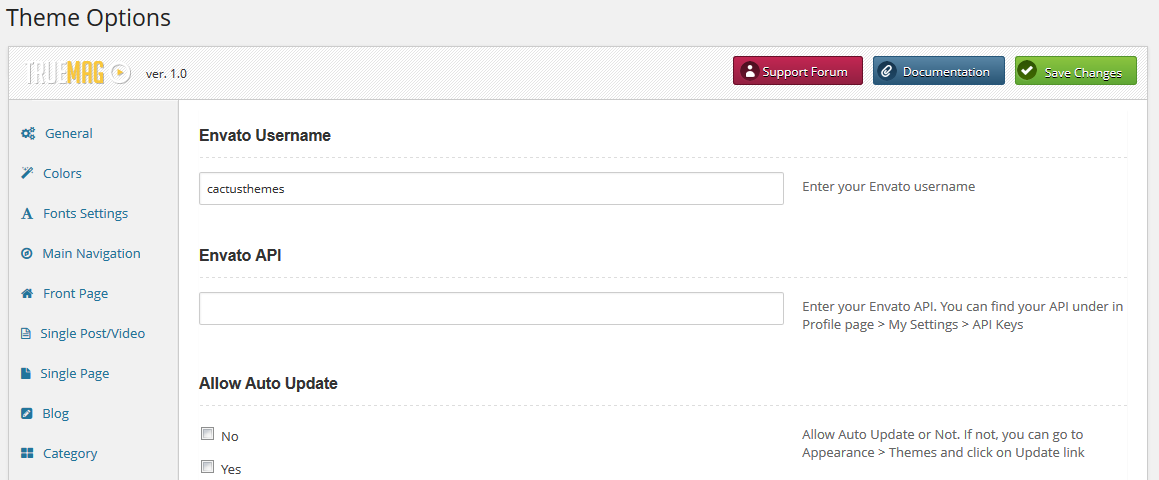 Theme Options
TRUEMAG ver. 1.0
Support Forum
Documentation
Save Changes
General
Colors
Fonts Settings
Main Navigation
Front Page
Single Post/Video
Single Page
Blog
Category
Envato Username
cactusthemes
Enter your Envato username
Envato API
Enter your Envato API. You can find your API under in
Profile page > My Settings > API Keys
Allow Auto Update
No
Yes
Allow Auto Update or Not. If not, you can go to
Appearance > Themes and click on Update link